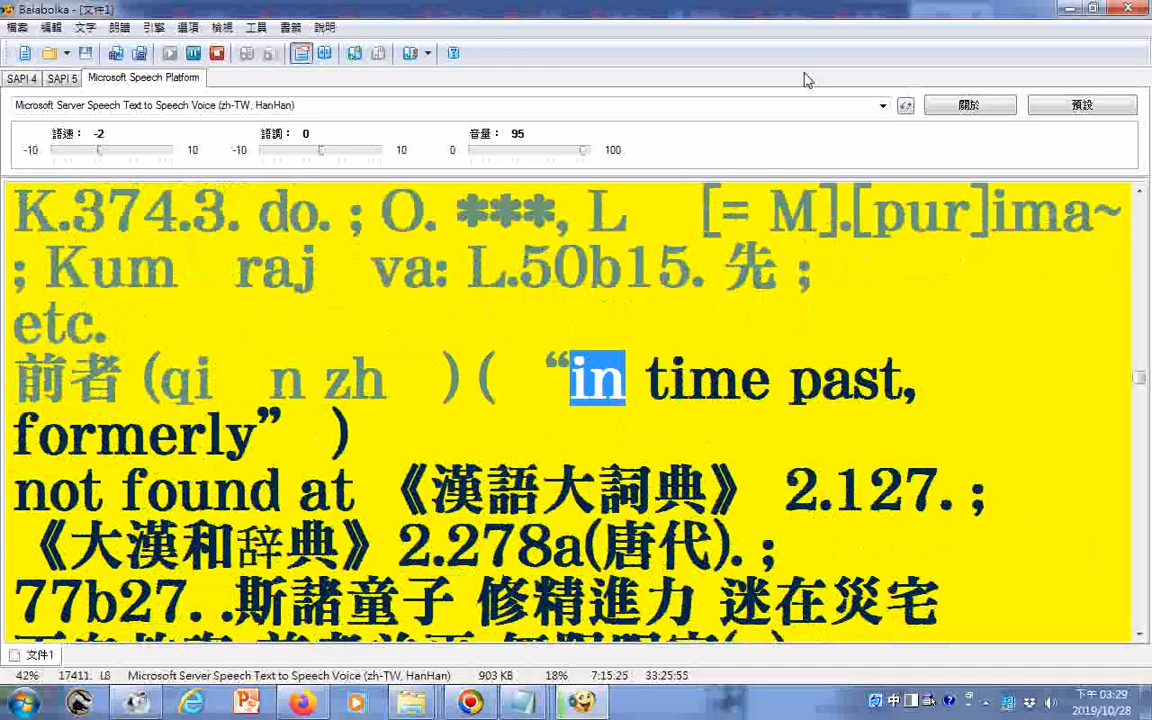 Balabolka - [文件1]
檔案 編輯 文字 朗讀 引擎 選項 檢視 工具 書籤 說明
SAPI 4 SAPI 5 Microsoft Speech Platform
Microsoft Server Speech Text to Speech Voice (zh-TW, HanHan) 關於 預設
語速： -2 語調： 0 音量： 95
-10 10 -10 10 0 100
K.374.3. do. ; O. ***, L [= M].[pur]ima~
; Kum raj va: L.50b15. 先 ;
etc.
前者 (qi n zh )( “in time past,
formerly” )
not found at 《漢語大詞典》 2.127. ;
《大漢和辞典》2.278a(唐代). ;
77b27. .斯諸童子 修精進力 迷在災宅
文件1
42% 17411. L8 Microsoft Server Speech Text to Speech Voice (zh-TW, HanHan) 903 KB 18% 7:15:25 33:25:55
中 下午 03:29
2019/10/28